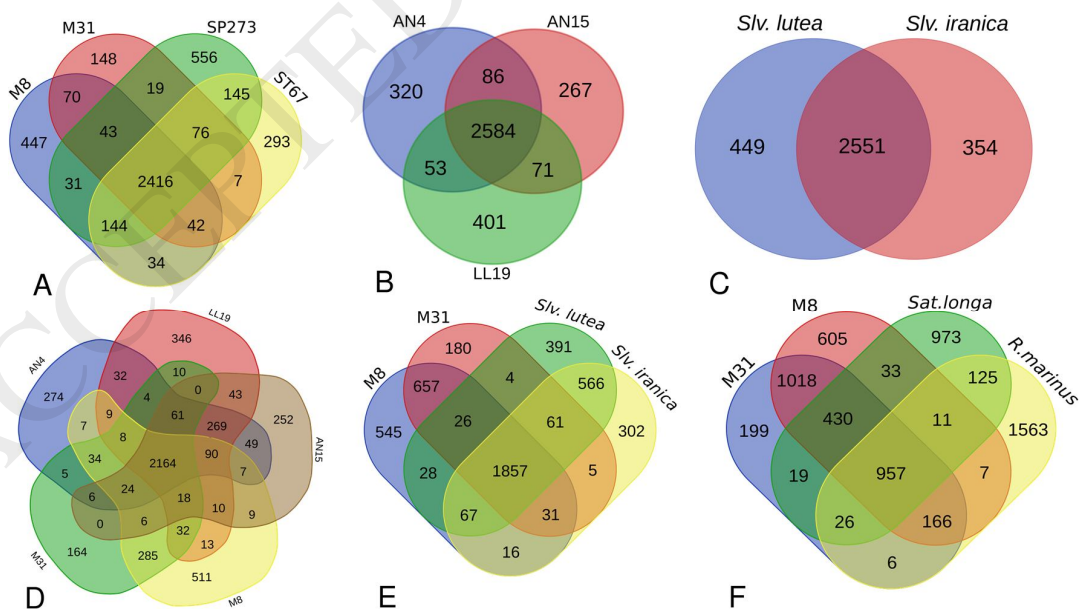 M31 SP273
M8 ST67
148 556
70 19 145
447 43 76 293
31 2416 7
144 42
34
A
AN4 AN15
320 86 267
2584
53 71
401
LL19
B
Slv. lutea Slv. iranica
449 2551 354
C
LL19
AN4
346
32 10 0 43
274 4
9 61 252
7 8 269 49
AN15
34 2164 90 7
5
6 24 18
0 6 10 9
32
164 285 13
M31 511
M8
D
M31 Slv. lutea
M8 Slv. iranica
180 391
657 4 566
545 26 61 302
28 1857 5
67 31
16
E
M8 Sat.longa
M31 R.marinus
605 973
1018 33 125
199 430 11 1563
19 957 7
26 166
6
F
ACCEPTED